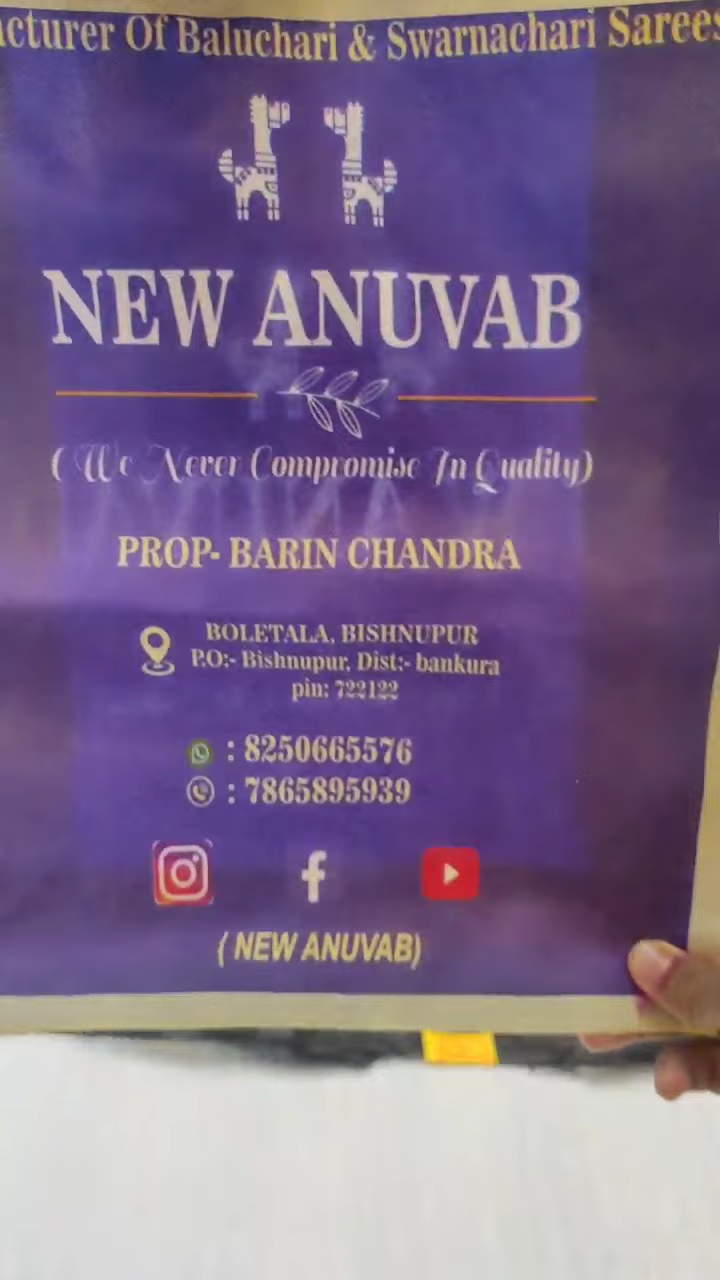 acturer Of Baluchari & Swarnachari Sarees
NEW ANUVAB
( We Never Compromise In Quality)
PROP- BARIN CHANDRA
BOLETALA, BISHNUPUR
P.O:- Bishnupur, Dist:- bankura
pin: 722122
: 8250665576
: 7865895939
( NEW ANUVAB)